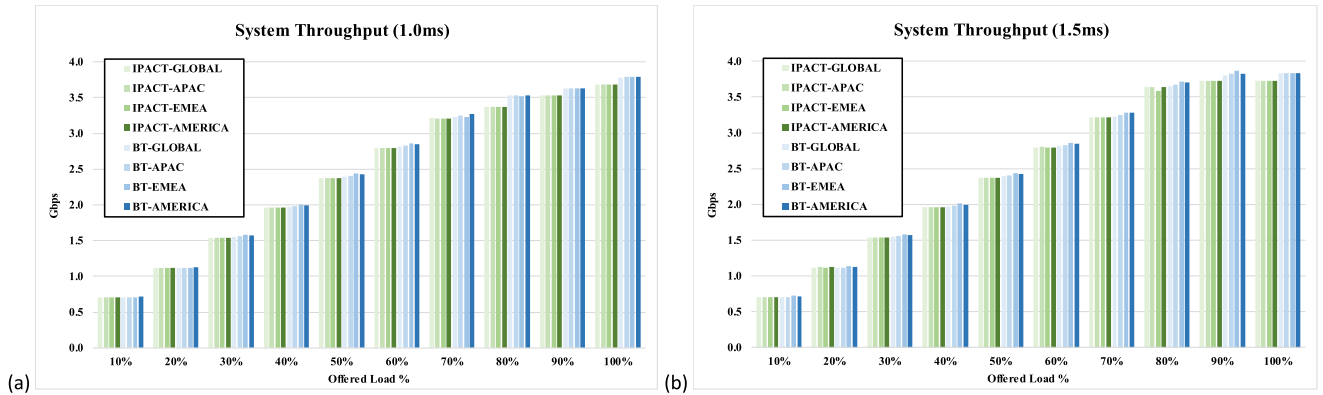 System Throughput (1.0ms)
4.0
3.5
3.0
2.5
2.0
1.5
1.0
0.5
0.0
Gbps
IPACT-GLOBAL
IPACT-APAC
IPACT-EMEA
IPACT-AMERICA
BT-GLOBAL
BT-APAC
BT-EMEA
BT-AMERICA
10% 20% 30% 40% 50% 60% 70% 80% 90% 100%
Offered Load %
(a)
System Throughput (1.5ms)
4.0
3.5
3.0
2.5
2.0
1.5
1.0
0.5
0.0
Gbps
IPACT-GLOBAL
IPACT-APAC
IPACT-EMEA
IPACT-AMERICA
BT-GLOBAL
BT-APAC
BT-EMEA
BT-AMERICA
10% 20% 30% 40% 50% 60% 70% 80% 90% 100%
Offered Load %
(b)